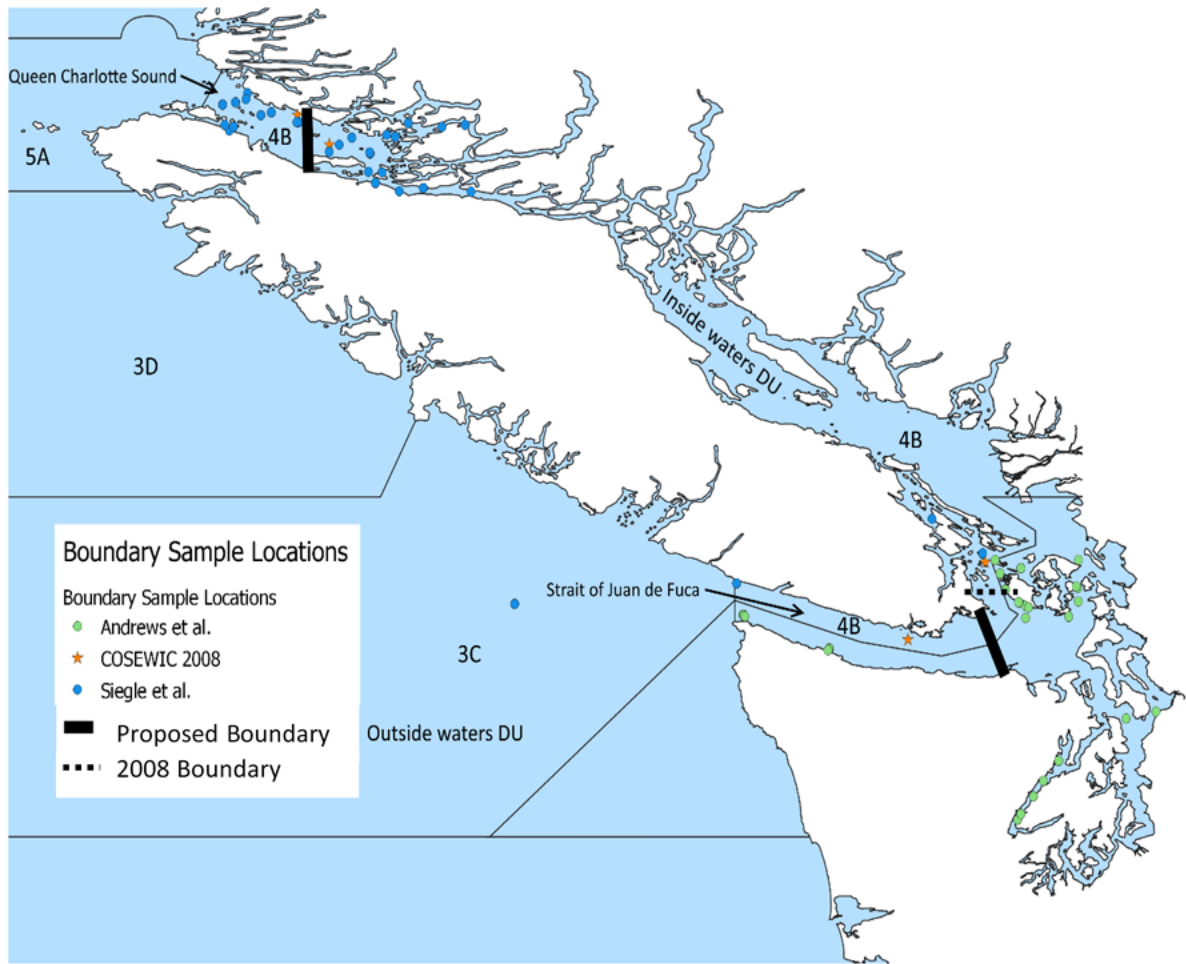 Queen Charlotte Sound
4B
5A
Inside waters DU
3D
4B
Boundary Sample Locations
Boundary Sample Locations
Andrews et al.
COSEWIC 2008
Siegle et al.
Proposed Boundary
2008 Boundary
Strait of Juan de Fuca
4B
3C
Outside waters DU